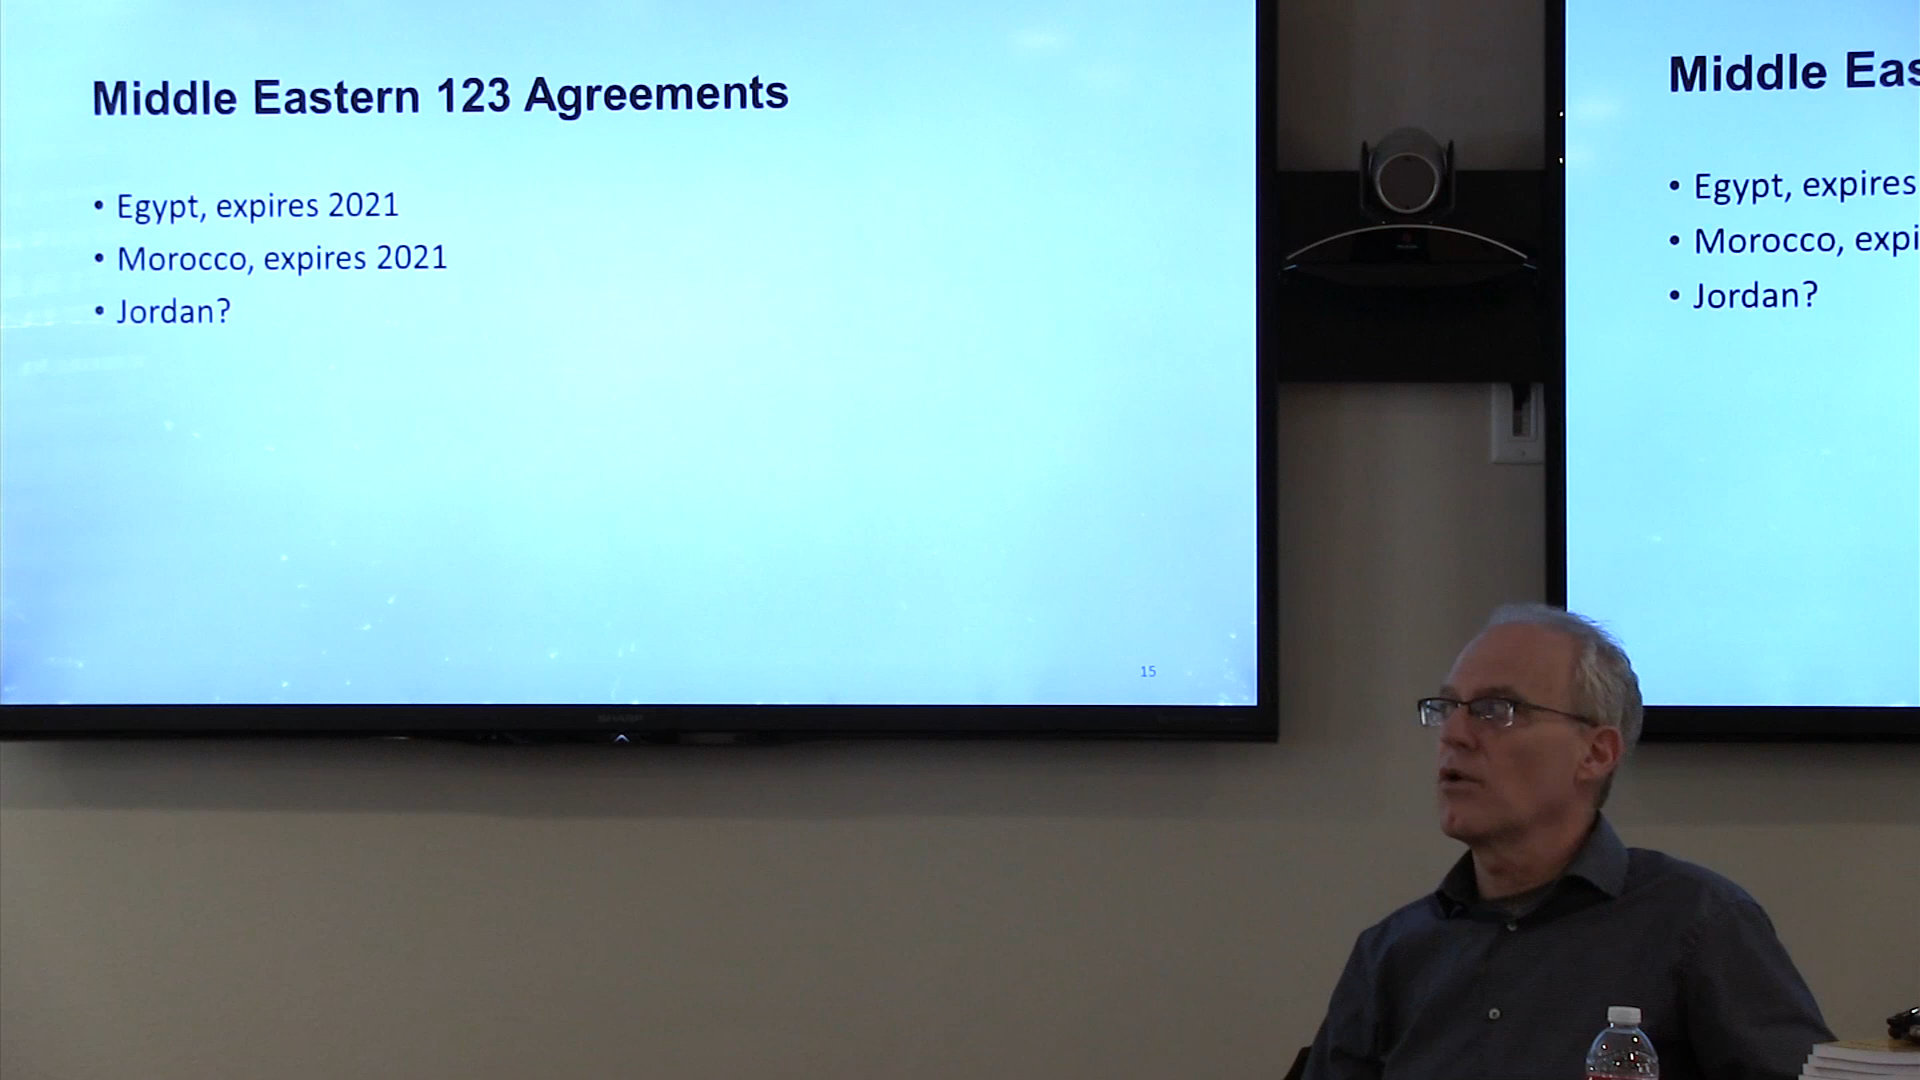 Middle Eastern 123 Agreements
• Egypt, expires 2021
• Morocco, expires 2021
• Jordan?
15
SHARP
Middle Eas
• Egypt, expires
• Morocco, expi
• Jordan?